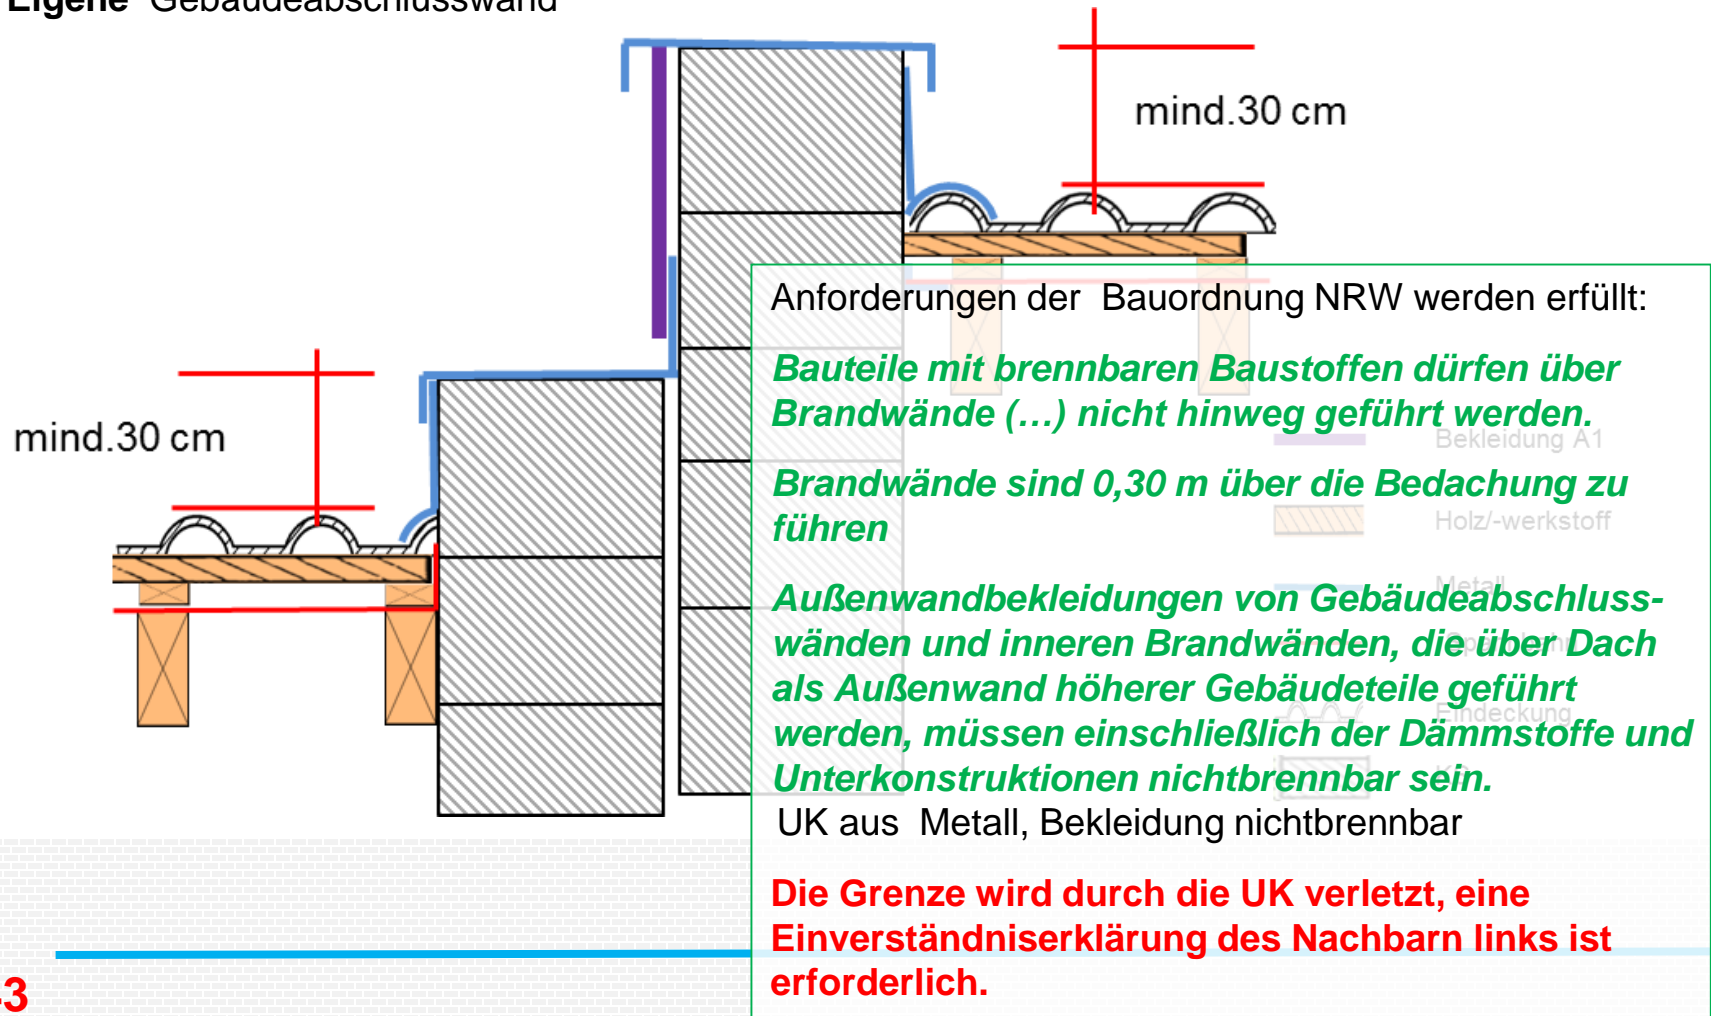 Eigene Gebäudeabschlusswand
mind.30 cm
mind.30 cm
Anforderungen der Bauordnung NRW werden erfüllt:
Bauteile mit brennbaren Baustoffen dürfen über
Brandwände (…) nicht hinweg geführt werden.
Bekleidung A1
Brandwände sind 0,30 m über die Bedachung zu
führen
Holz/-werkstoff
Metall
Außenwandbekleidungen von Gebäudeabschluss-
wänden und inneren Brandwänden, die über Dach
als Außenwand höherer Gebäudeteile geführt
Eindeckung
werden, müssen einschließlich der Dämmstoffe und
Unterkonstruktionen nichtbrennbar sein.
UK aus Metall, Bekleidung nichtbrennbar
Die Grenze wird durch die UK verletzt, eine
Einverständniserklärung des Nachbarn links ist
erforderlich.